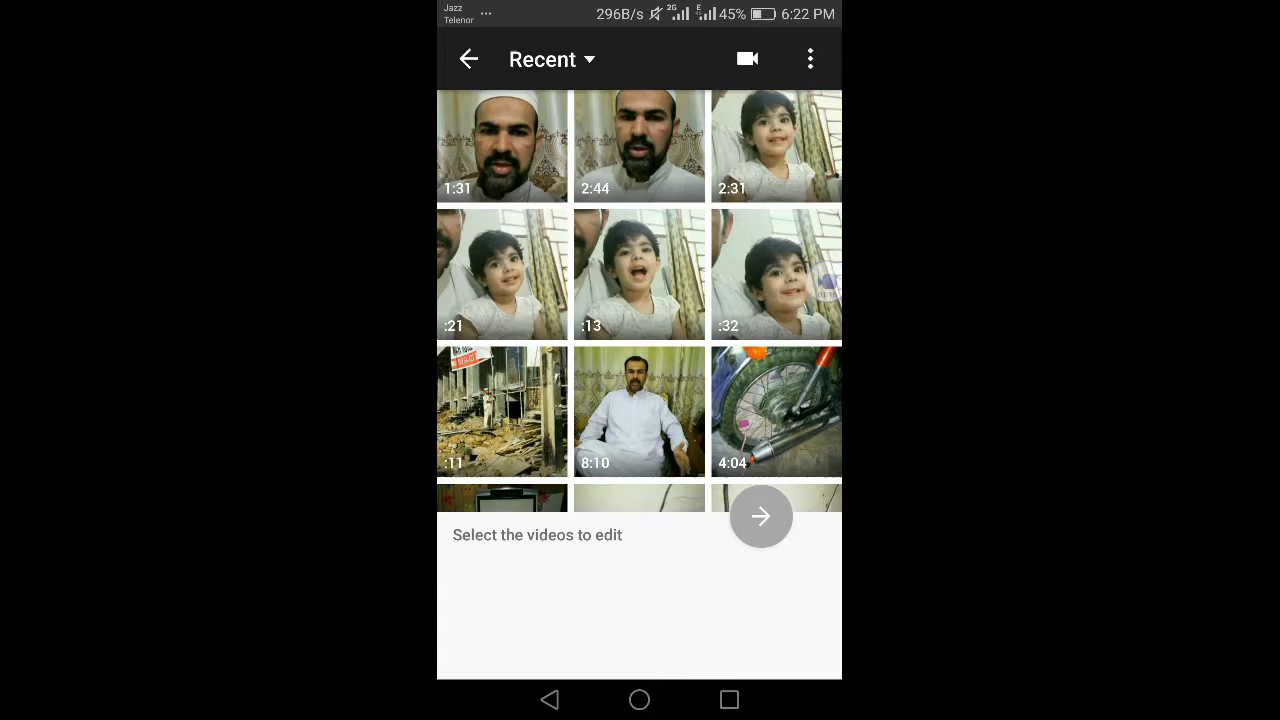 Jazz
Telenor ... 296B/s 2G E 45% 6:22 PM
Recent
1:31 2:44 2:31
:21 :13 :32
:11 8:10 4:04
Select the videos to edit